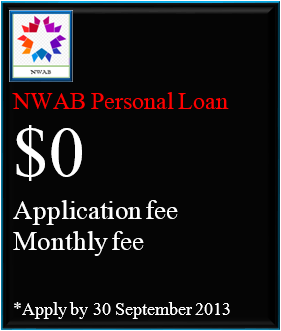 NWAB
NWAB Personal Loan
$0
Application fee
Monthly fee
*Apply by 30 September 2013